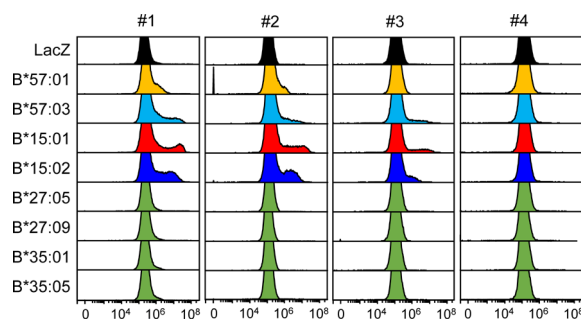 #1 #2 #3 #4
LacZ
B*57:01
B*57:03
B*15:01
B*15:02
B*27:05
B*27:09
B*35:01
B*35:05
0 10⁴ 10⁶ 10⁸ 0 10⁴ 10⁶ 10⁸ 0 10⁴ 10⁶ 10⁸ 0 10⁴ 10⁶ 10⁸